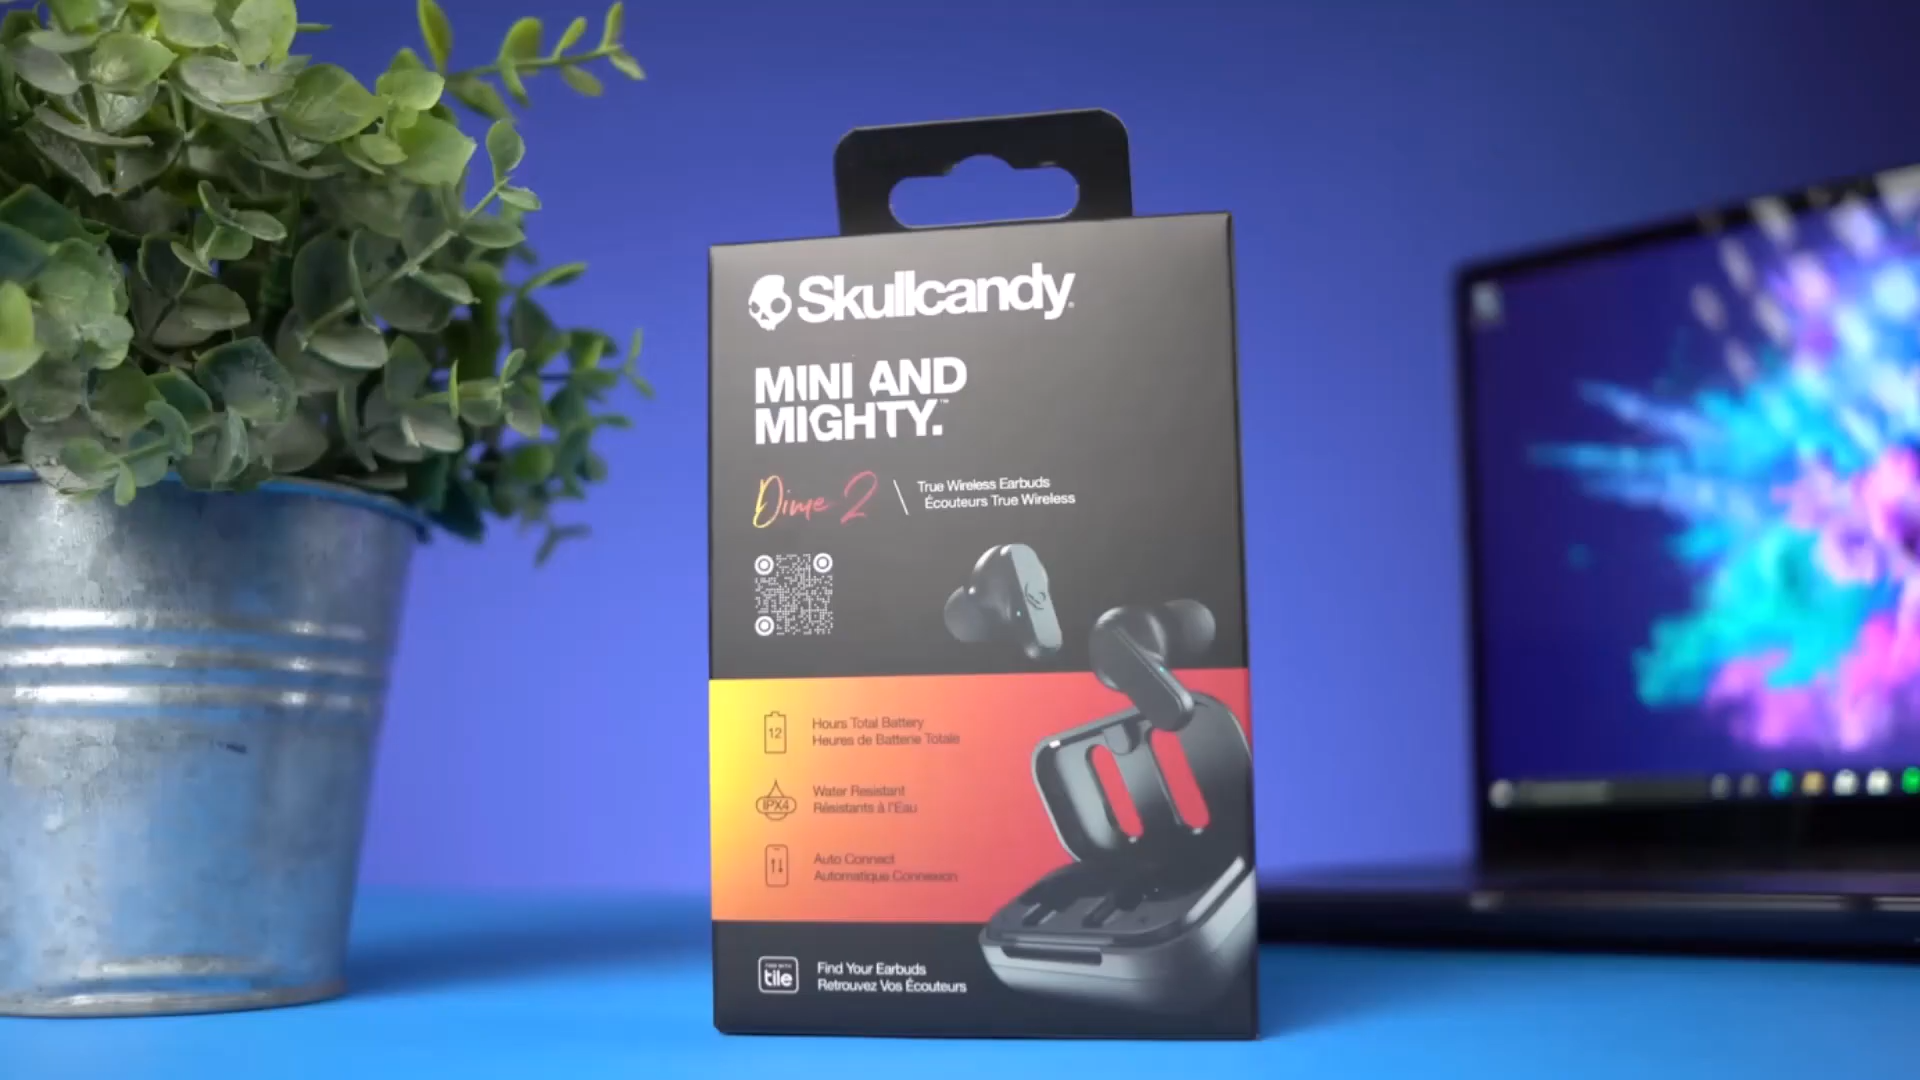 Skullcandy
MINI AND
MIGHTY.™
Dime 2
True Wireless Earbuds
Écouteurs True Wireless
12
Hours Total Battery
Heures de Batterie Totale
IPX4
Water Resistant
Résistants à l'Eau
Auto Connect
Automatique Connexion
tile
Find Your Earbuds
Retrouvez Vos Écouteurs